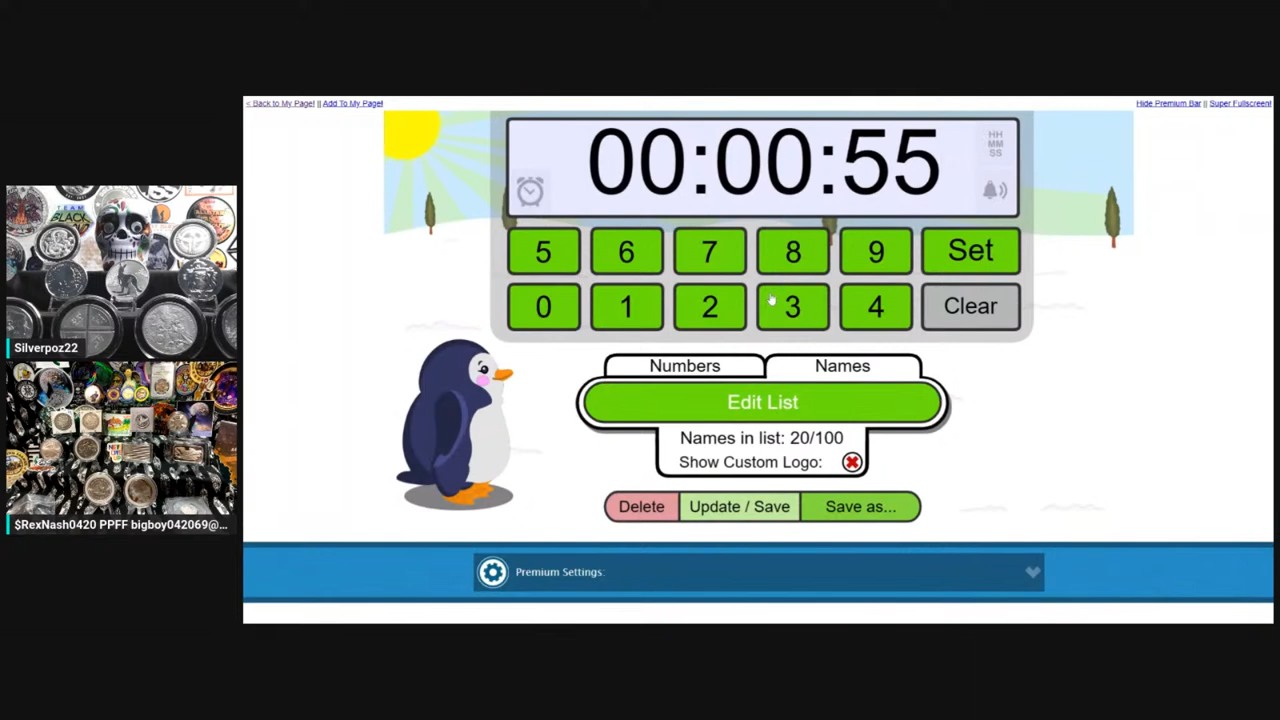 < Back to My Page! || Add To My Page!
Hide Premium Bar || Super Fullscreen!
00:00:55
HH
MM
SS
5 6 7 8 9 Set
0 1 2 3 4 Clear
Numbers Names
Edit List
Names in list: 20/100
Show Custom Logo:
Delete Update / Save Save as...
Premium Settings:
TEAM
BLACK
Silverpoz22
$RexNash0420 PPFF bigboy042069@...